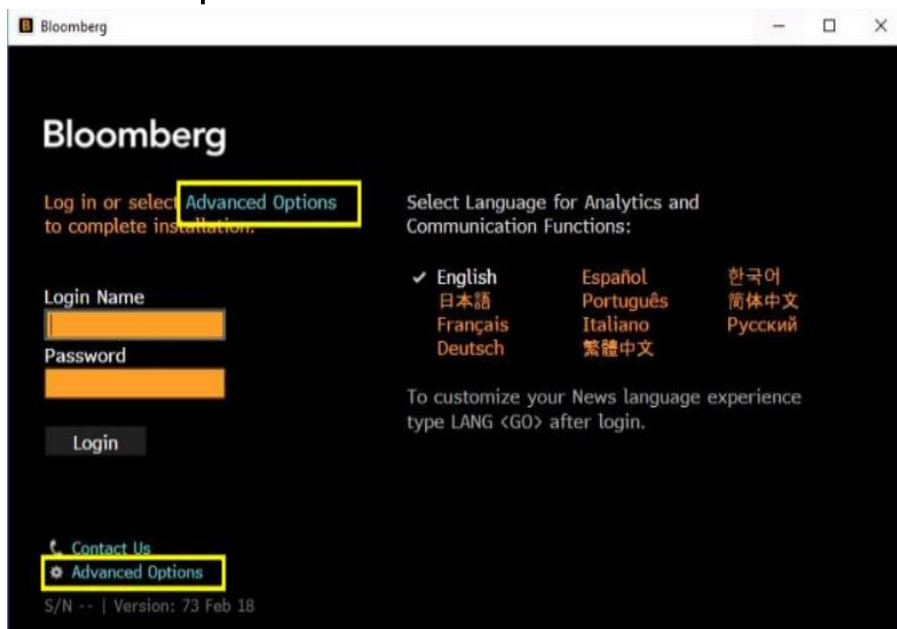 Bloomberg
Bloomberg
Log in or select Advanced Options
to complete installation.
Login Name
Password
Login
Contact Us
Advanced Options
S/N -- | Version: 73 Feb 18
Select Language for Analytics and
Communication Functions:
✓ English Español 한국어
日本語 Português 简体中文
Français Italiano Русский
Deutsch 繁體中文
To customize your News language experience
type LANG <GO> after login.